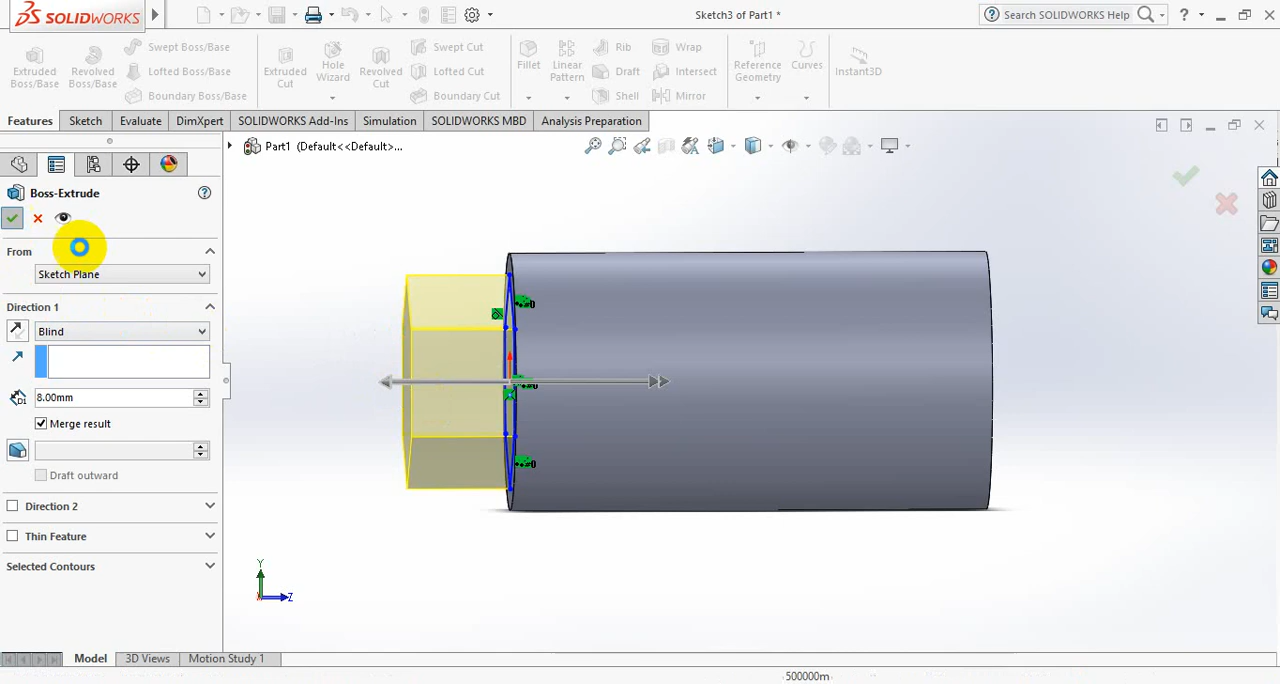 SOLIDWORKS
Sketch3 of Part1 *
Search SOLIDWORKS Help
?
Extruded Boss/Base
Revolved Boss/Base
Swept Boss/Base
Lofted Boss/Base
Boundary Boss/Base
Extruded Cut
Hole Wizard
Revolved Cut
Swept Cut
Lofted Cut
Boundary Cut
Fillet
Linear Pattern
Rib
Draft
Shell
Wrap
Intersect
Mirror
Reference Geometry
Curves
Instant3D
Features
Sketch
Evaluate
DimXpert
SOLIDWORKS Add-Ins
Simulation
SOLIDWORKS MBD
Analysis Preparation
Part1 (Default<<Default>...
Boss-Extrude
?
From
Sketch Plane
Direction 1
Blind
D1
8.00mm
Merge result
Draft outward
Direction 2
Thin Feature
Selected Contours
Y
Z
Model
3D Views
Motion Study 1
500000m